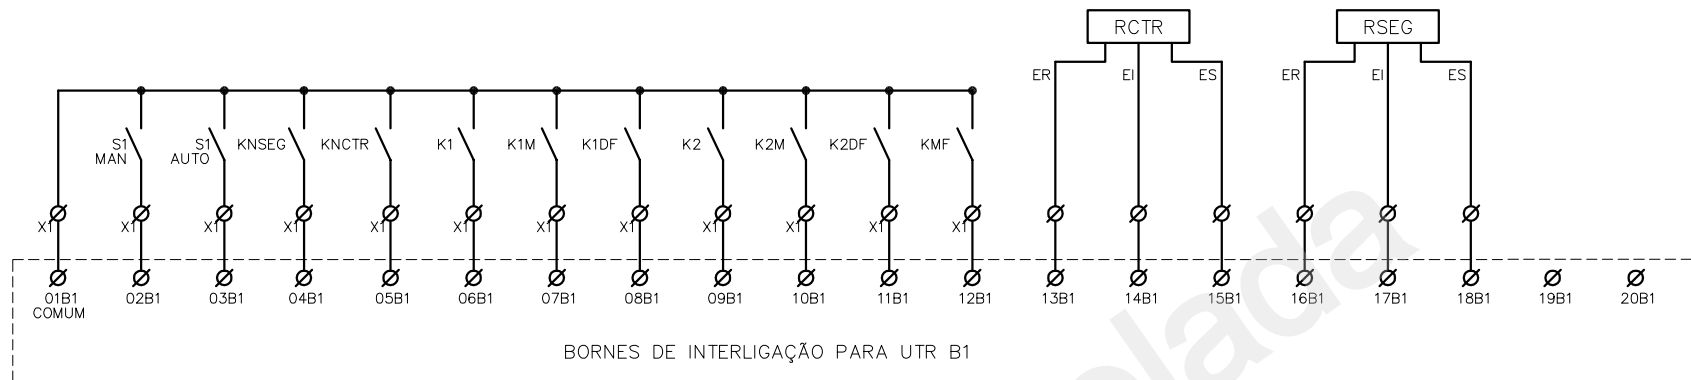 RCTR RSEG
ER EI ES ER EI ES
S1 MAN
S1 AUTO
KNSEG KNCTR K1 K1M K1DF K2 K2M K2DF KMF
X1 X1 X1 X1 X1 X1 X1 X1 X1 X1 X1 X1
01B1 02B1 03B1 04B1 05B1 06B1 07B1 08B1 09B1 10B1 11B1 12B1 13B1 14B1 15B1 16B1 17B1 18B1 19B1 20B1
COMUM
BORNES DE INTERLIGAÇÃO PARA UTR B1